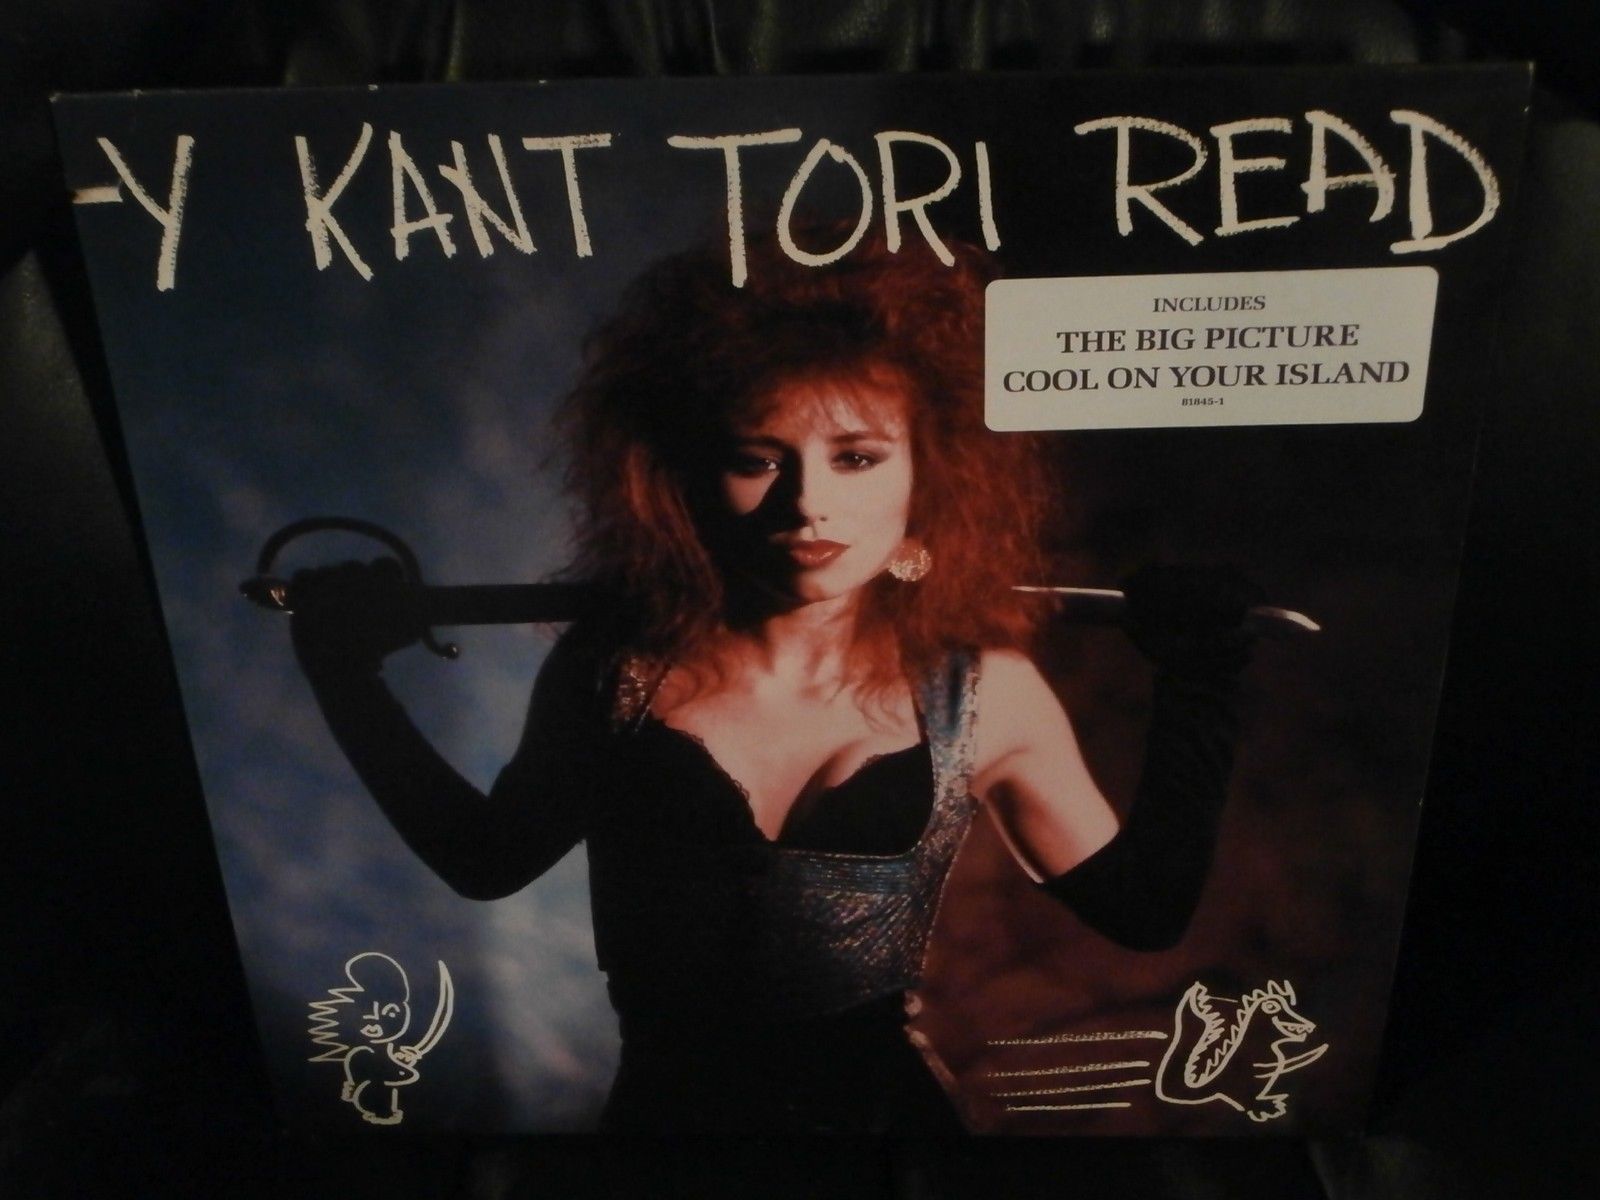 Y KANT TORI READ
INCLUDES
THE BIG PICTURE
COOL ON YOUR ISLAND
81845-1